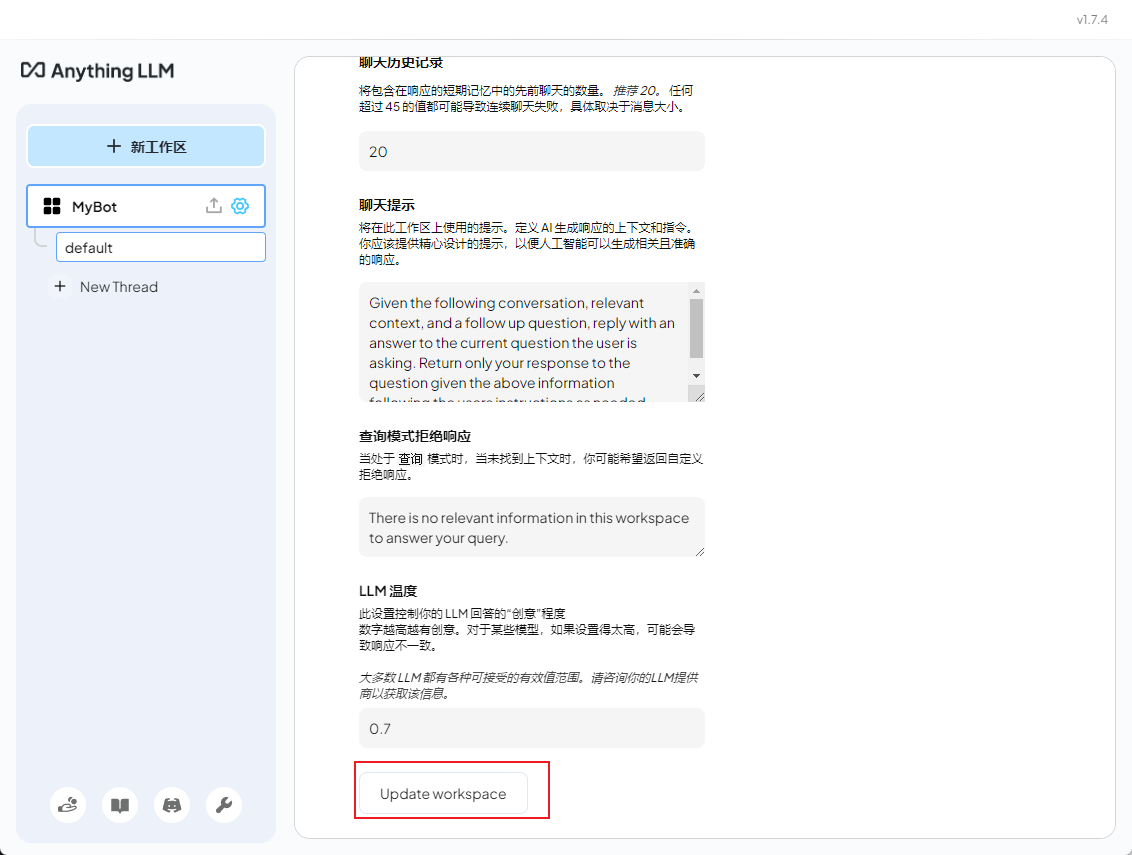 v1.7.4
Anything LLM
新工作区
MyBot
default
New Thread
聊天历史记录
将包含在响应的短期记忆中的先前聊天的数量。 推荐 20。 任何
超过 45 的值都可能导致连续聊天失败，具体取决于消息大小。
20
聊天提示
将在此工作区上使用的提示。定义 AI 生成响应的上下文和指令。
你应该提供精心设计的提示，以便人工智能可以生成相关且准确
的响应。
Given the following conversation, relevant
context, and a follow up question, reply with an
answer to the current question the user is
asking. Return only your response to the
question given the above information
following the users instructions as needed.
查询模式拒绝响应
当处于 查询 模式时，当未找到上下文时，你可能希望返回自定义
拒绝响应。
There is no relevant information in this workspace
to answer your query.
LLM 温度
此设置控制你的 LLM 回答的“创意”程度
数字越高越有创意。对于某些模型，如果设置得太高，可能会导
致响应不一致。
大多数 LLM 都有各种可接受的有效值范围。请咨询你的LLM提供
商以获取该信息。
0.7
Update workspace